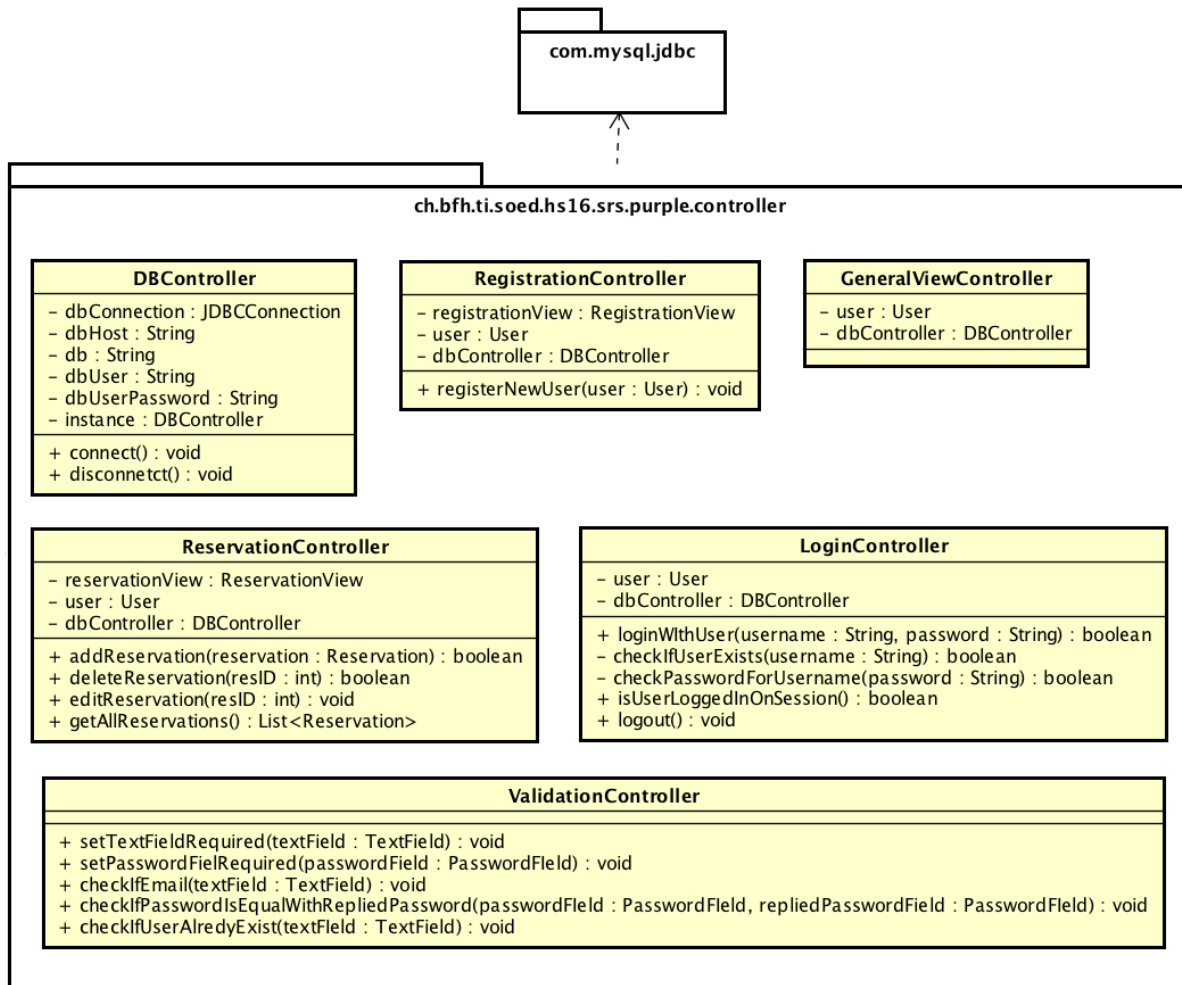 com.mysql.jdbc
ch.bfh.ti.soed.hs16.srs.purple.controller
DBController
– dbConnection : JDBCConnection
– dbHost : String
– db : String
– dbUser : String
– dbUserPassword : String
– instance : DBController
+ connect() : void
+ disconnetct() : void
RegistrationController
– registrationView : RegistrationView
– user : User
– dbController : DBController
+ registerNewUser(user : User) : void
GeneralViewController
– user : User
– dbController : DBController
ReservationController
– reservationView : ReservationView
– user : User
– dbController : DBController
+ addReservation(reservation : Reservation) : boolean
+ deleteReservation(resID : int) : boolean
+ editReservation(resID : int) : void
+ getAllReservations() : List<Reservation>
LoginController
– user : User
– dbController : DBController
+ loginWIthUser(username : String, password : String) : boolean
– checkIfUserExists(username : String) : boolean
– checkPasswordForUsername(password : String) : boolean
+ isUserLoggedInOnSession() : boolean
+ logout() : void
ValidationController
+ setTextFieldRequired(textField : TextField) : void
+ setPasswordFielRequired(passwordField : PasswordFIeld) : void
+ checkIfEmail(textField : TextField) : void
+ checkIfPasswordIsEqualWithRepliedPassword(passwordFIeld : PasswordFIeld, repliedPasswordField : PasswordFIeld) : void
+ checkIfUserAlredyExist(textFIeld : TextField) : void